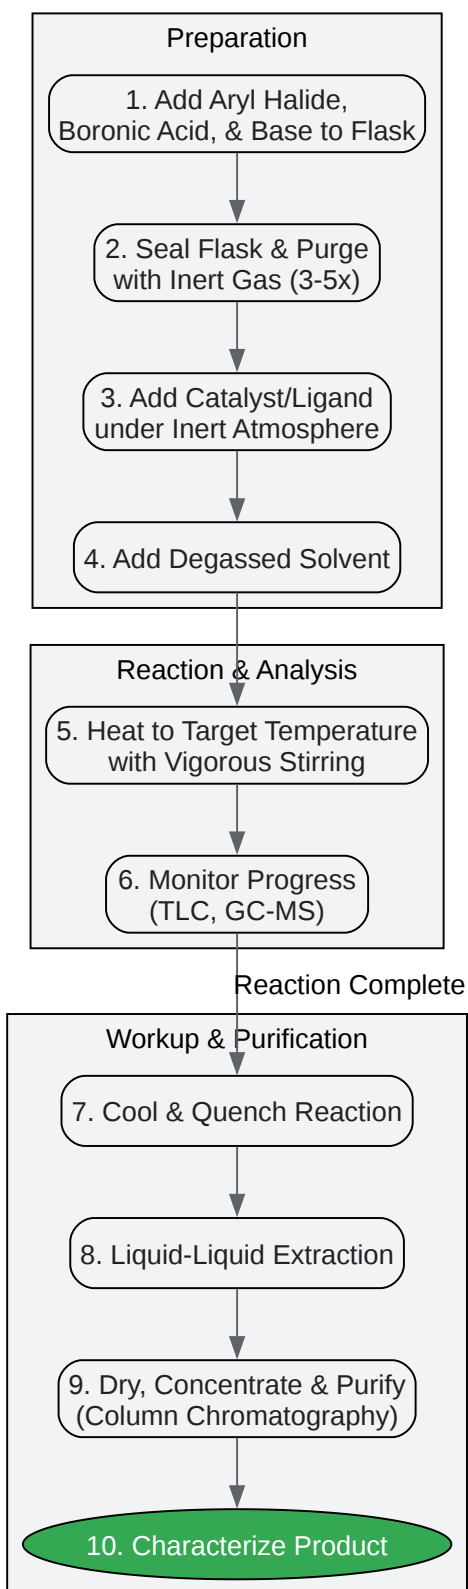 Preparation
1. Add Aryl Halide,
Boronic Acid, & Base to Flask
2. Seal Flask & Purge
with Inert Gas (3-5x)
3. Add Catalyst/Ligand
under Inert Atmosphere
4. Add Degassed Solvent
Reaction & Analysis
5. Heat to Target Temperature
with Vigorous Stirring
6. Monitor Progress
(TLC, GC-MS)
Reaction Complete
Workup & Purification
7. Cool & Quench Reaction
8. Liquid-Liquid Extraction
9. Dry, Concentrate & Purify
(Column Chromatography)
10. Characterize Product